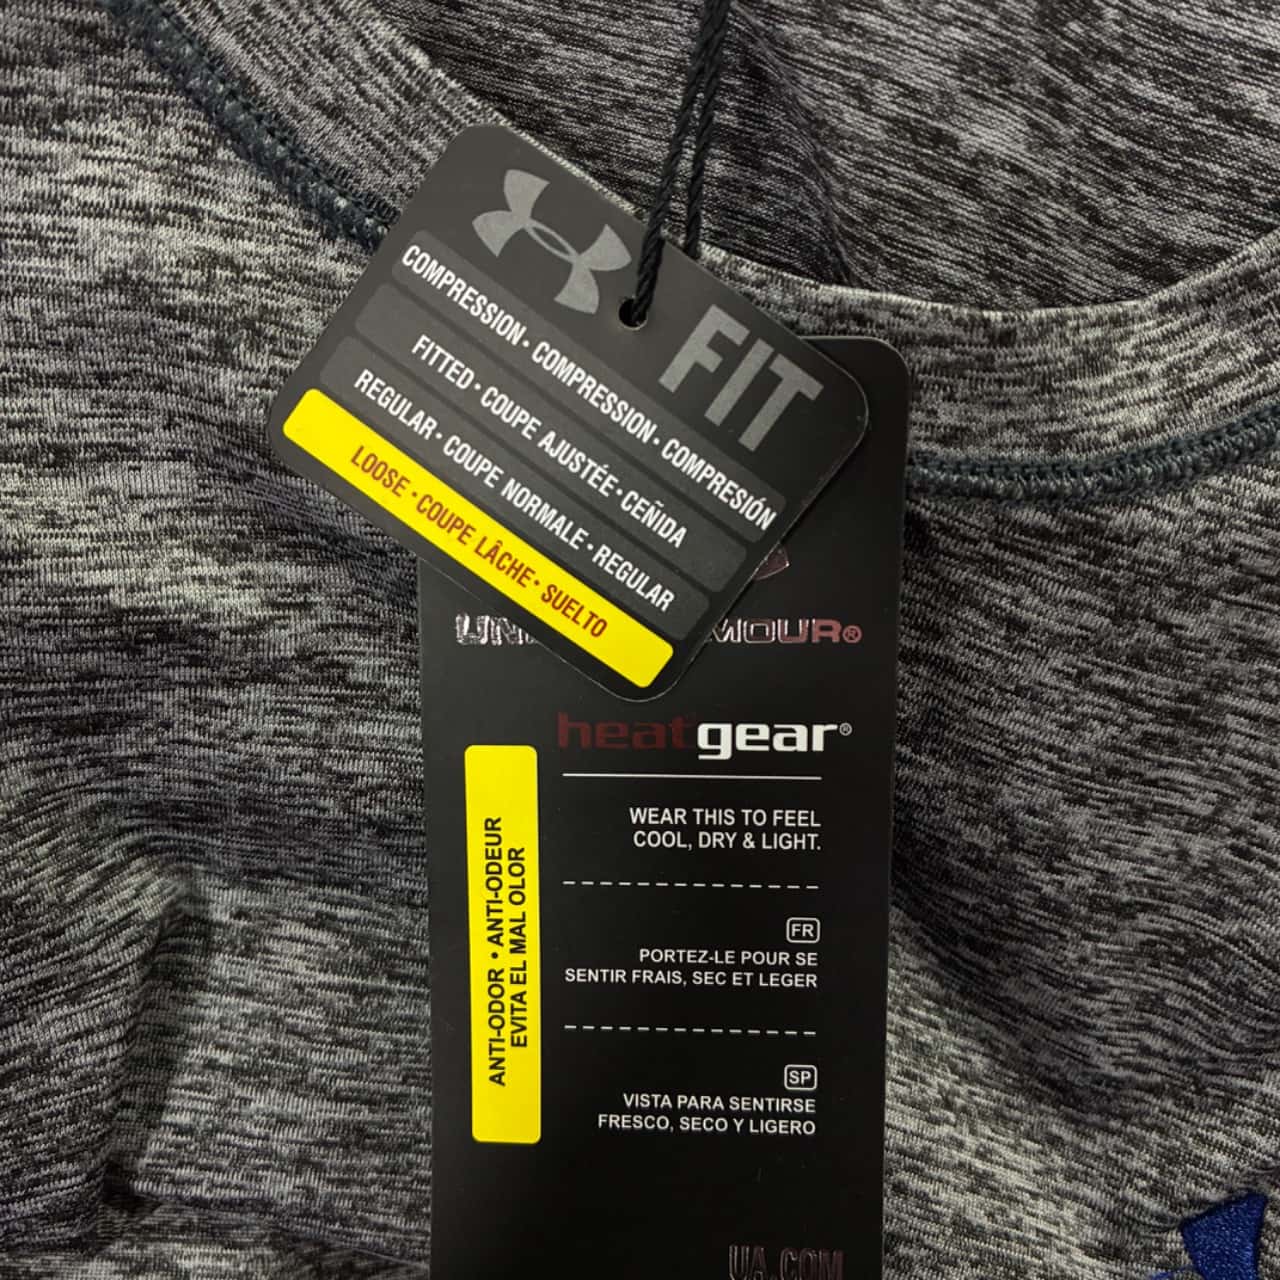 FIT
COMPRESSION • COMPRESSION • COMPRESIÓN
FITTED • COUPE AJUSTÉE • CEÑIDA
REGULAR • COUPE NORMALE • REGULAR
LOOSE • COUPE LÂCHE • SUELTO
heatgear®
WEAR THIS TO FEEL
COOL, DRY & LIGHT.
FR
PORTEZ-LE POUR SE
SENTIR FRAIS, SEC ET LEGER
SP
VISTA PARA SENTIRSE
FRESCO, SECO Y LIGERO
ANTI-ODOR • ANTI-ODEUR
EVITA EL MAL OLOR
UA.COM